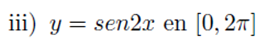 iii) y = sen2x en [0, 2π]